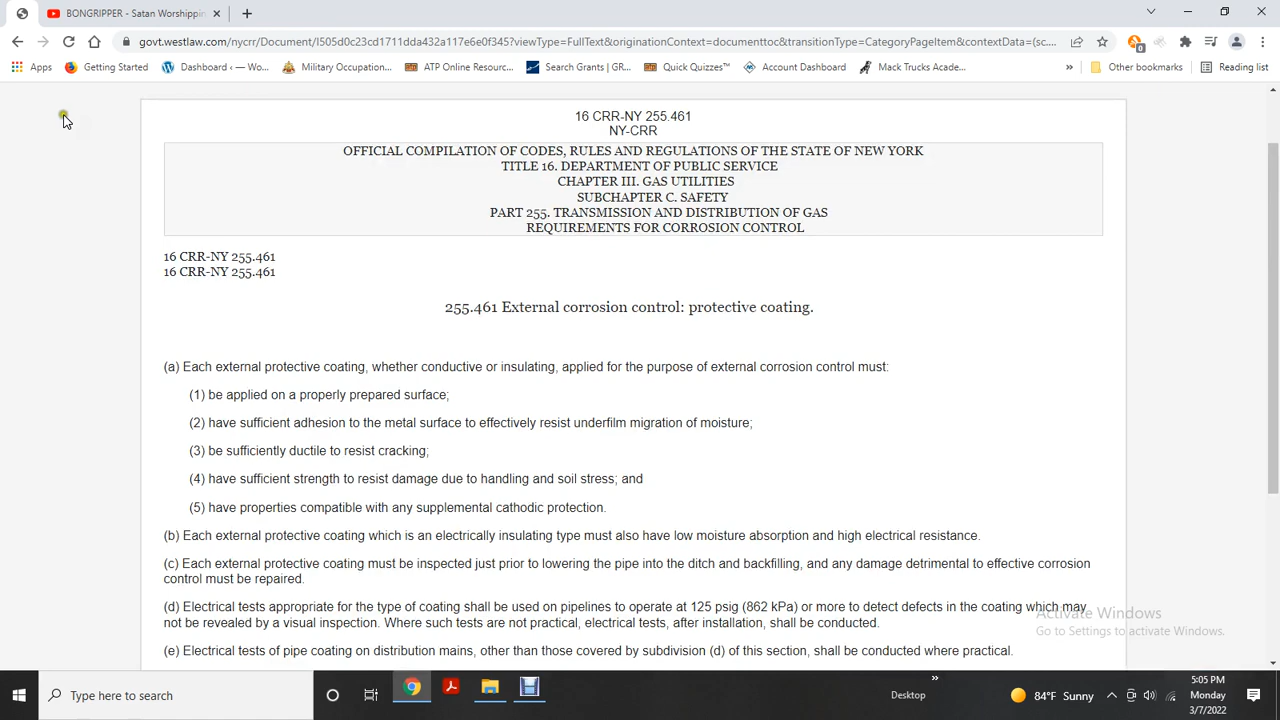 BONGRIPPER - Satan Worshippin
govt.westlaw.com/nycrr/Document/I505d0c23cd1711dda432a117e6e0f345?viewType=FullText&originationContext=documenttoc&transitionType=CategoryPageItem&contextData=(sc...
0
Apps Getting Started Dashboard ‹ — Wo... Military Occupation... ATP Online Resourc... Search Grants | GR... Quick Quizzes™ Account Dashboard Mack Trucks Acade... » Other bookmarks Reading list
16 CRR-NY 255.461
NY-CRR
OFFICIAL COMPILATION OF CODES, RULES AND REGULATIONS OF THE STATE OF NEW YORK
TITLE 16. DEPARTMENT OF PUBLIC SERVICE
CHAPTER III. GAS UTILITIES
SUBCHAPTER C. SAFETY
PART 255. TRANSMISSION AND DISTRIBUTION OF GAS
REQUIREMENTS FOR CORROSION CONTROL
16 CRR-NY 255.461
16 CRR-NY 255.461
255.461 External corrosion control: protective coating.
(a) Each external protective coating, whether conductive or insulating, applied for the purpose of external corrosion control must:
(1) be applied on a properly prepared surface;
(2) have sufficient adhesion to the metal surface to effectively resist underfilm migration of moisture;
(3) be sufficiently ductile to resist cracking;
(4) have sufficient strength to resist damage due to handling and soil stress; and
(5) have properties compatible with any supplemental cathodic protection.
(b) Each external protective coating which is an electrically insulating type must also have low moisture absorption and high electrical resistance.
(c) Each external protective coating must be inspected just prior to lowering the pipe into the ditch and backfilling, and any damage detrimental to effective corrosion
control must be repaired.
(d) Electrical tests appropriate for the type of coating shall be used on pipelines to operate at 125 psig (862 kPa) or more to detect defects in the coating which may
not be revealed by a visual inspection. Where such tests are not practical, electrical tests, after installation, shall be conducted.
(e) Electrical tests of pipe coating on distribution mains, other than those covered by subdivision (d) of this section, shall be conducted where practical.
Activate Windows
Go to Settings to activate Windows.
Type here to search
Desktop
»
84°F Sunny
5:05 PM
Monday
3/7/2022